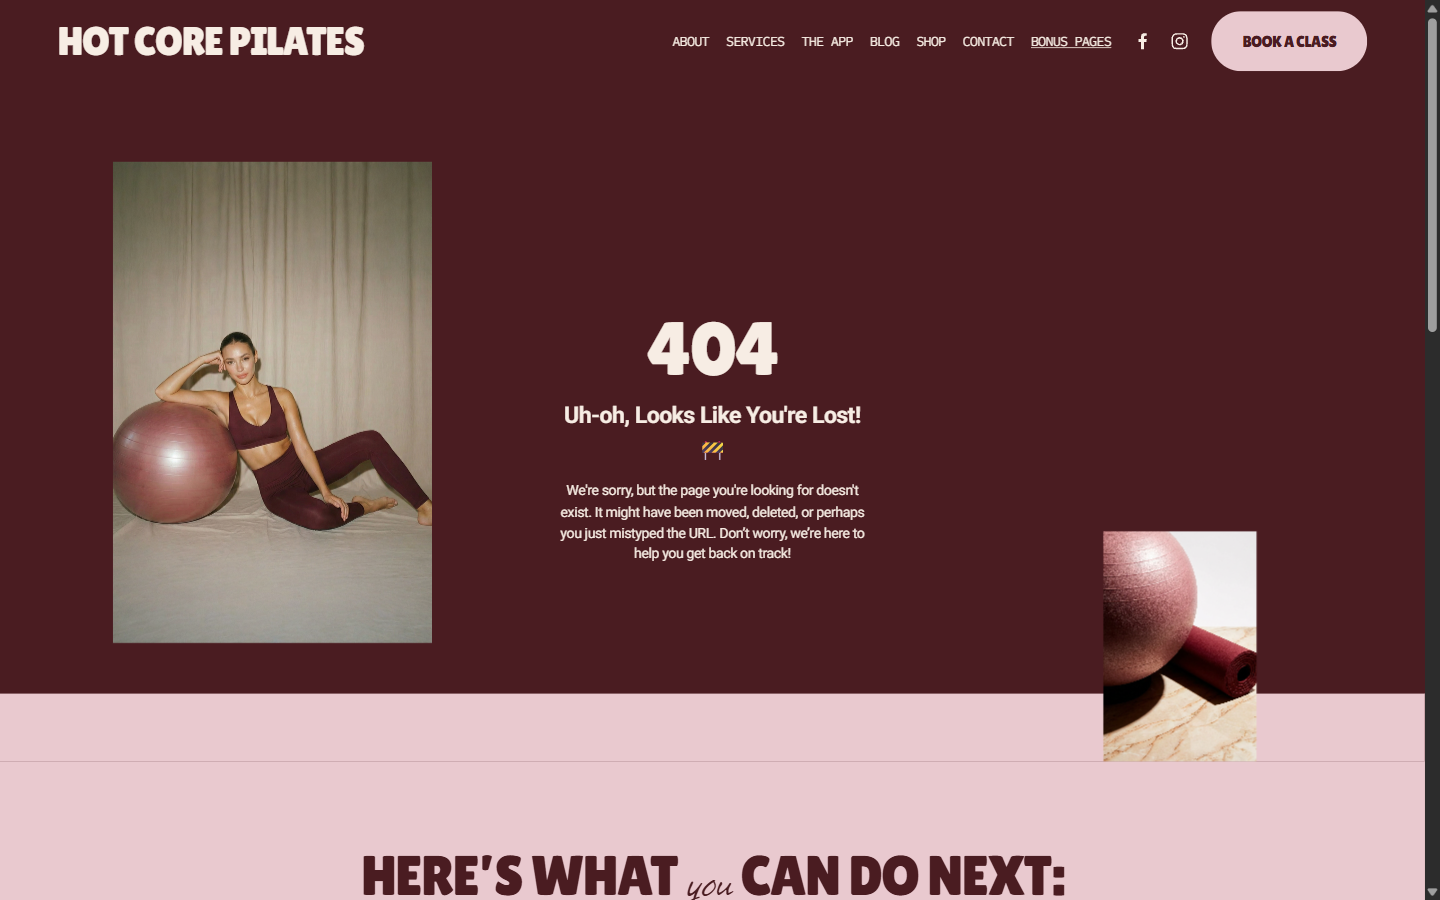 HOT CORE PILATES
ABOUT SERVICES THE APP BLOG SHOP CONTACT BONUS PAGES BOOK A CLASS
404
Uh-oh, Looks Like You're Lost!
🚧
We're sorry, but the page you're looking for doesn't
exist. It might have been moved, deleted, or perhaps
you just mistyped the URL. Don’t worry, we’re here to
help you get back on track!
HERE’S WHAT you CAN DO NEXT: